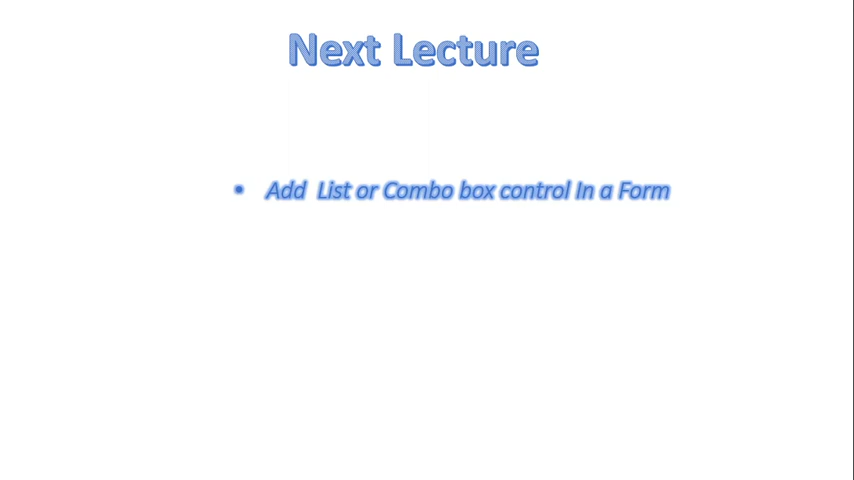 Next Lecture
• Add  List or Combo box control In a Form